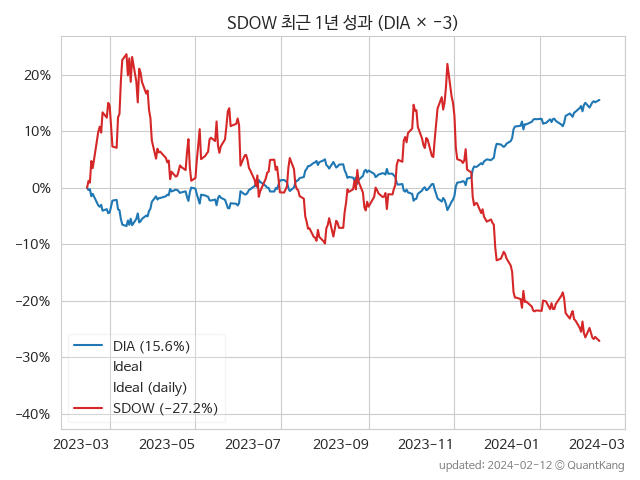 SDOW 최근 1년 성과 (DIA × −3)
20%
10%
0%
−10%
−20%
−30%
−40%
DIA (15.6%)
Ideal
Ideal (daily)
SDOW (−27.2%)
2023−03 2023−05 2023−07 2023−09 2023−11 2024−01 2024−03
updated: 2024-02-12 © QuantKang